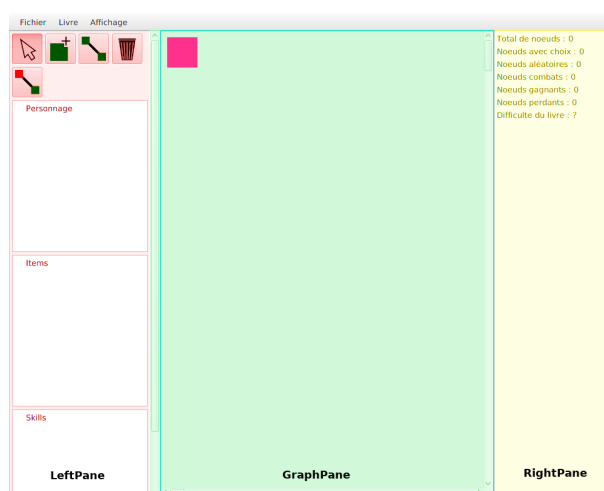 Fichier Livre Affichage
Personnage
Items
Skills
LeftPane
GraphPane
Total de noeuds : 0
Noeuds avec choix : 0
Noeuds aléatoires : 0
Noeuds combats : 0
Noeuds gagnants : 0
Noeuds perdants : 0
Difficulte du livre : ?
RightPane